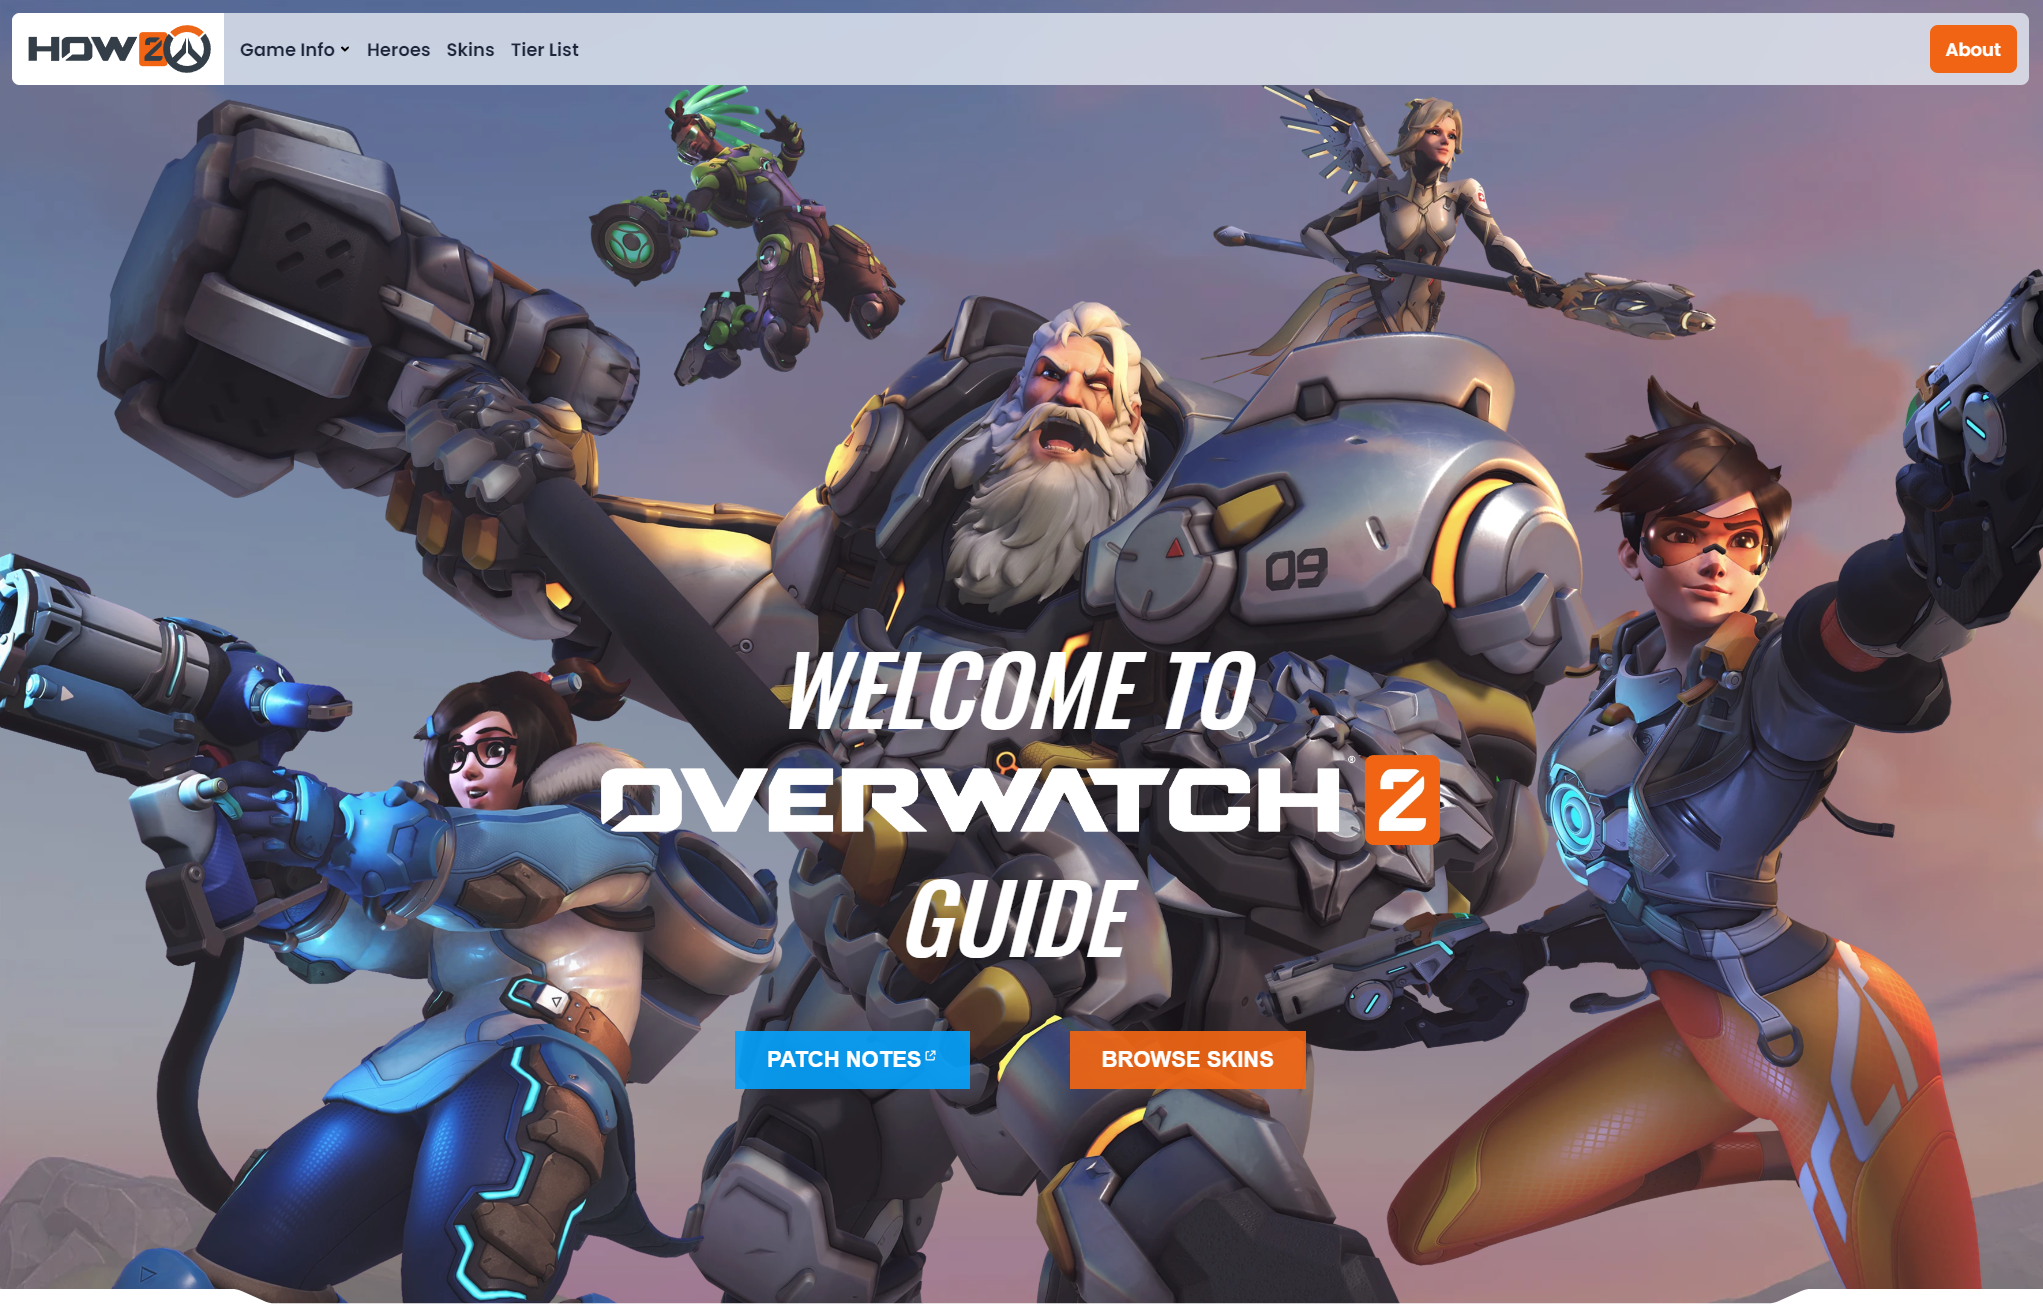 HOW2
Game Info Heroes Skins Tier List
About
09
WELCOME TO
OVERWATCH® 2
GUIDE
PATCH NOTES
BROWSE SKINS